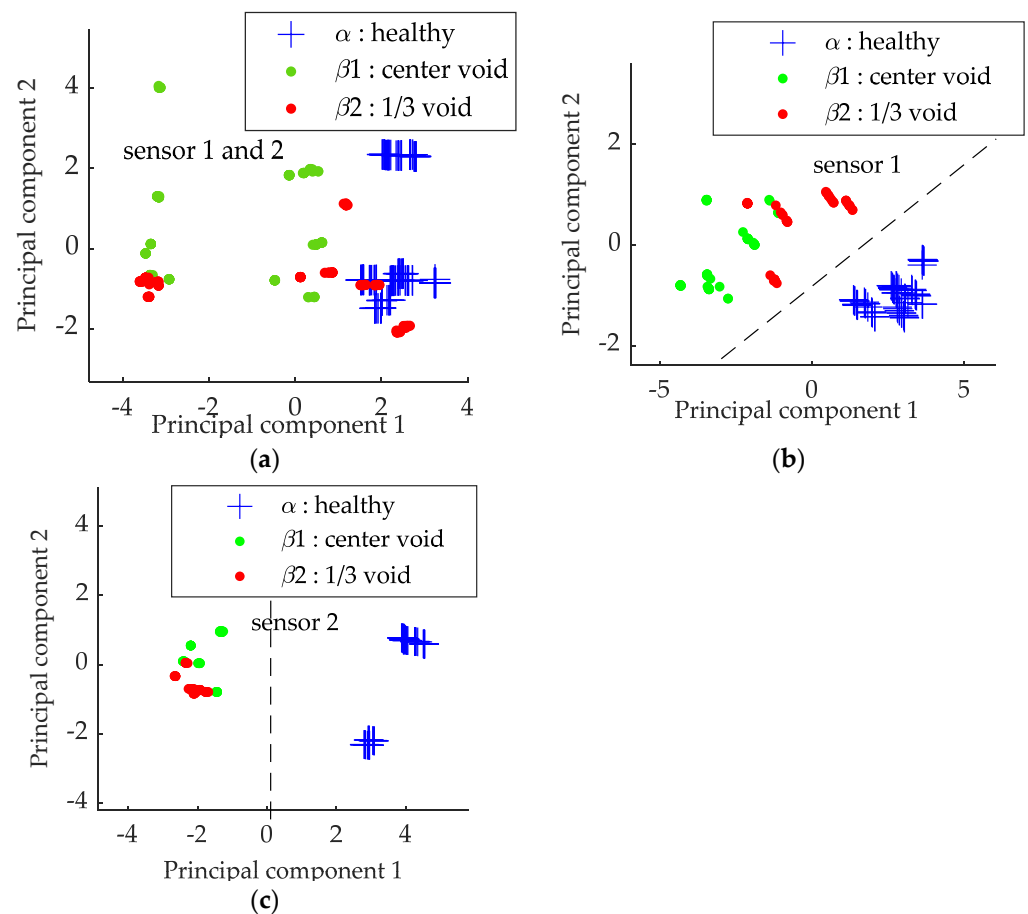 α : healthy
β1 : center void
β2 : 1/3 void
sensor 1 and 2
Principal component 2
4
2
0
-2
-4
-2
0
2
4
Principal component 1
(a)
α : healthy
β1 : center void
β2 : 1/3 void
sensor 1
Principal component 2
2
0
-2
-5
0
5
Principal component 1
(b)
α : healthy
β1 : center void
β2 : 1/3 void
sensor 2
Principal component 2
4
2
0
-2
-4
-4
-2
0
2
4
Principal component 1
(c)